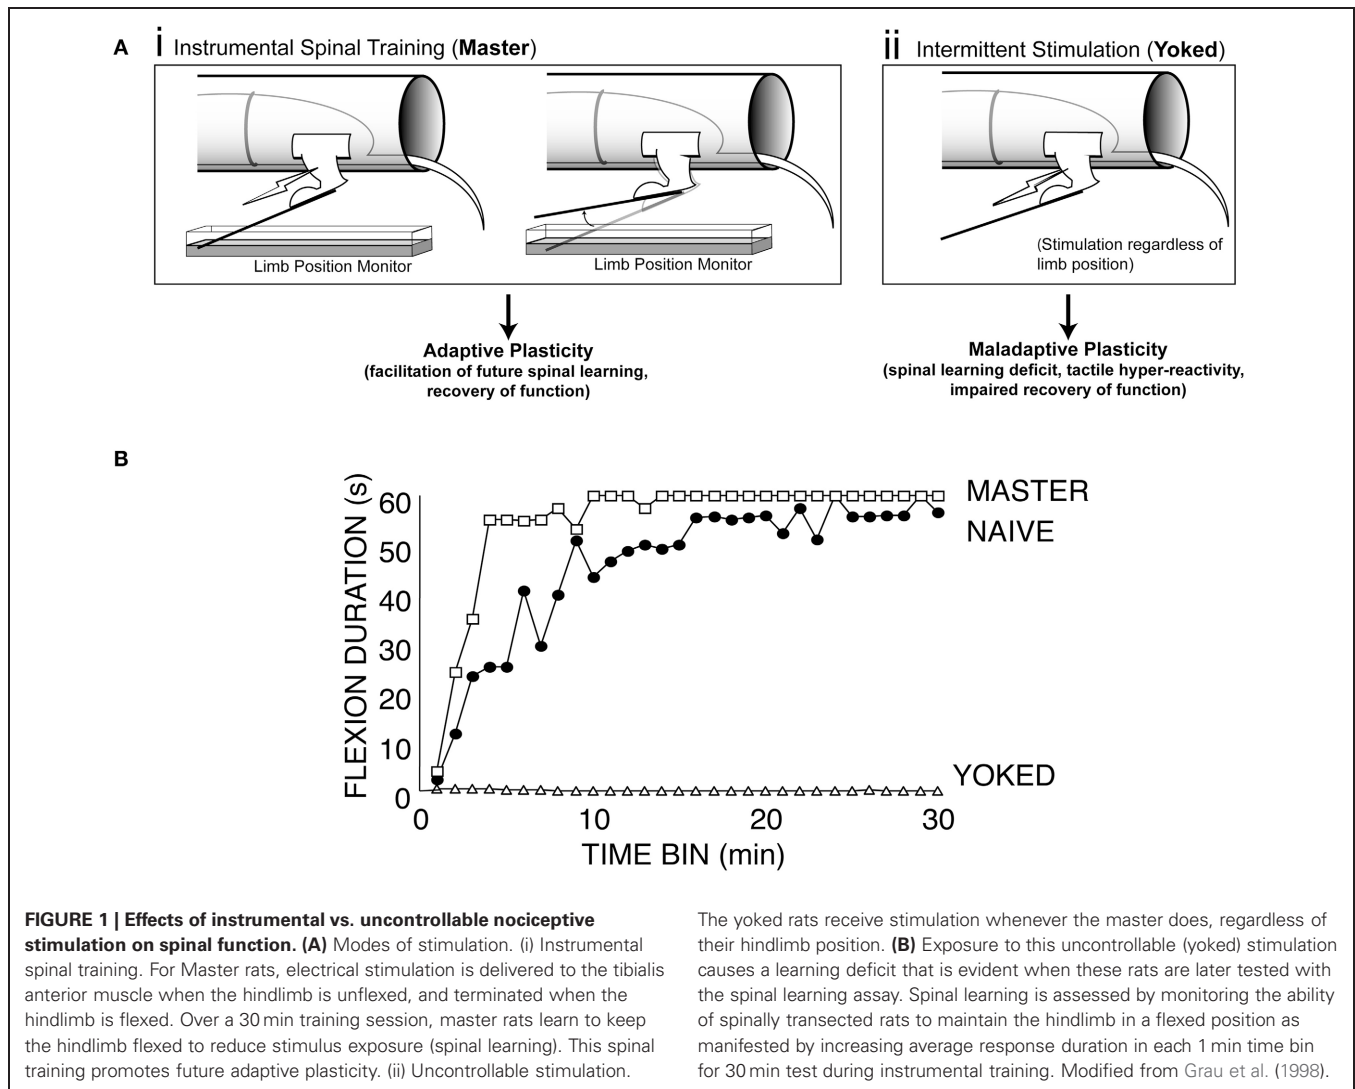 A
i Instrumental Spinal Training (Master)
ii Intermittent Stimulation (Yoked)
Limb Position Monitor
Limb Position Monitor
(Stimulation regardless of
limb position)
Adaptive Plasticity
(facilitation of future spinal learning,
recovery of function)
Maladaptive Plasticity
(spinal learning deficit, tactile hyper-reactivity,
impaired recovery of function)
B
FLEXION DURATION (s)
60
50
40
30
20
10
0
0
10
20
30
TIME BIN (min)
MASTER
NAIVE
YOKED
FIGURE 1 | Effects of instrumental vs. uncontrollable nociceptive
stimulation on spinal function. (A) Modes of stimulation. (i) Instrumental
spinal training. For Master rats, electrical stimulation is delivered to the tibialis
anterior muscle when the hindlimb is unflexed, and terminated when the
hindlimb is flexed. Over a 30 min training session, master rats learn to keep
the hindlimb flexed to reduce stimulus exposure (spinal learning). This spinal
training promotes future adaptive plasticity. (ii) Uncontrollable stimulation.
The yoked rats receive stimulation whenever the master does, regardless of
their hindlimb position. (B) Exposure to this uncontrollable (yoked) stimulation
causes a learning deficit that is evident when these rats are later tested with
the spinal learning assay. Spinal learning is assessed by monitoring the ability
of spinally transected rats to maintain the hindlimb in a flexed position as
manifested by increasing average response duration in each 1 min time bin
for 30 min test during instrumental training. Modified from Grau et al. (1998).